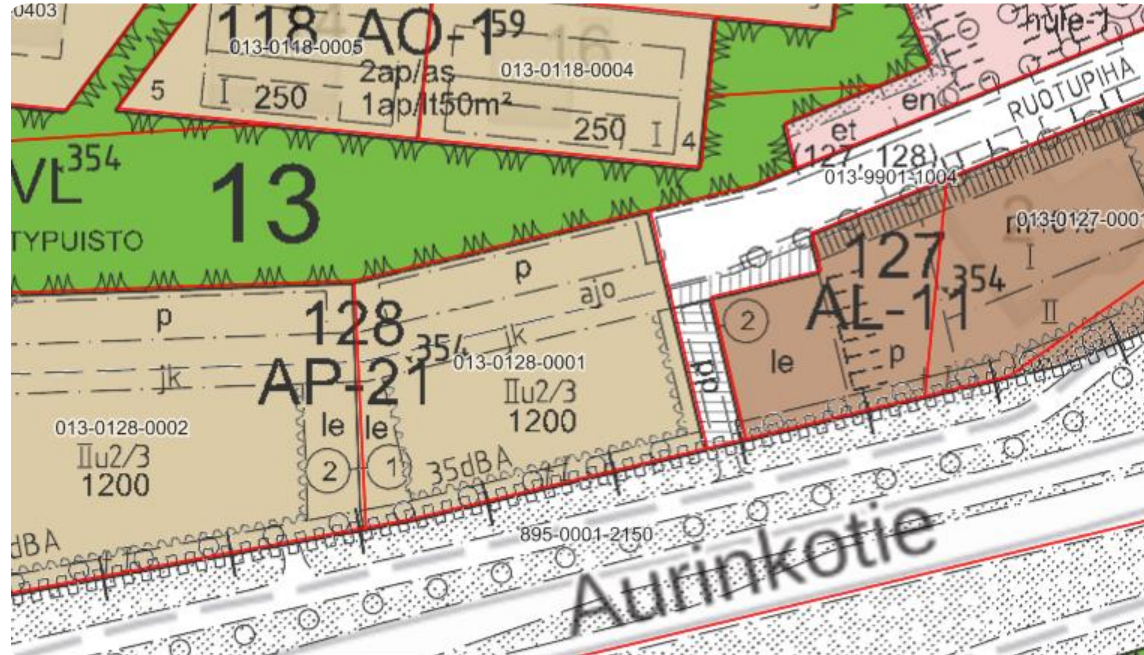 -0403
118 AO-1
59
16
013-0118-0005
2ap/as
013-0118-0004
1ap/lt50m²
5
I
250
250
I
4
en
RUOTUPIHA
et
(127, 128)
013-9901-1004
VL
354
13
TYPUISTO
013-0127-000
127
I
354
AL-11
II
p
ajo
p
128
jk
354
013-0128-0001
AP-21
jk
IIu2/3
1200
pp
2
le
p
013-0128-0002
IIu2/3
1200
le
le
2
1
35dBA
dBA
895-0001-2150
Aurinkotie